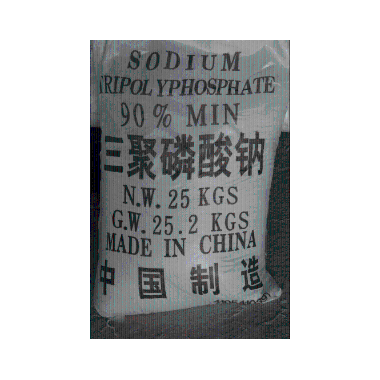 SODIUM
TRIPOLYPHOSPHATE
90% MIN
三聚磷酸钠
N.W. 25 KGS
G.W. 25.2 KGS
MADE IN CHINA
中国制造